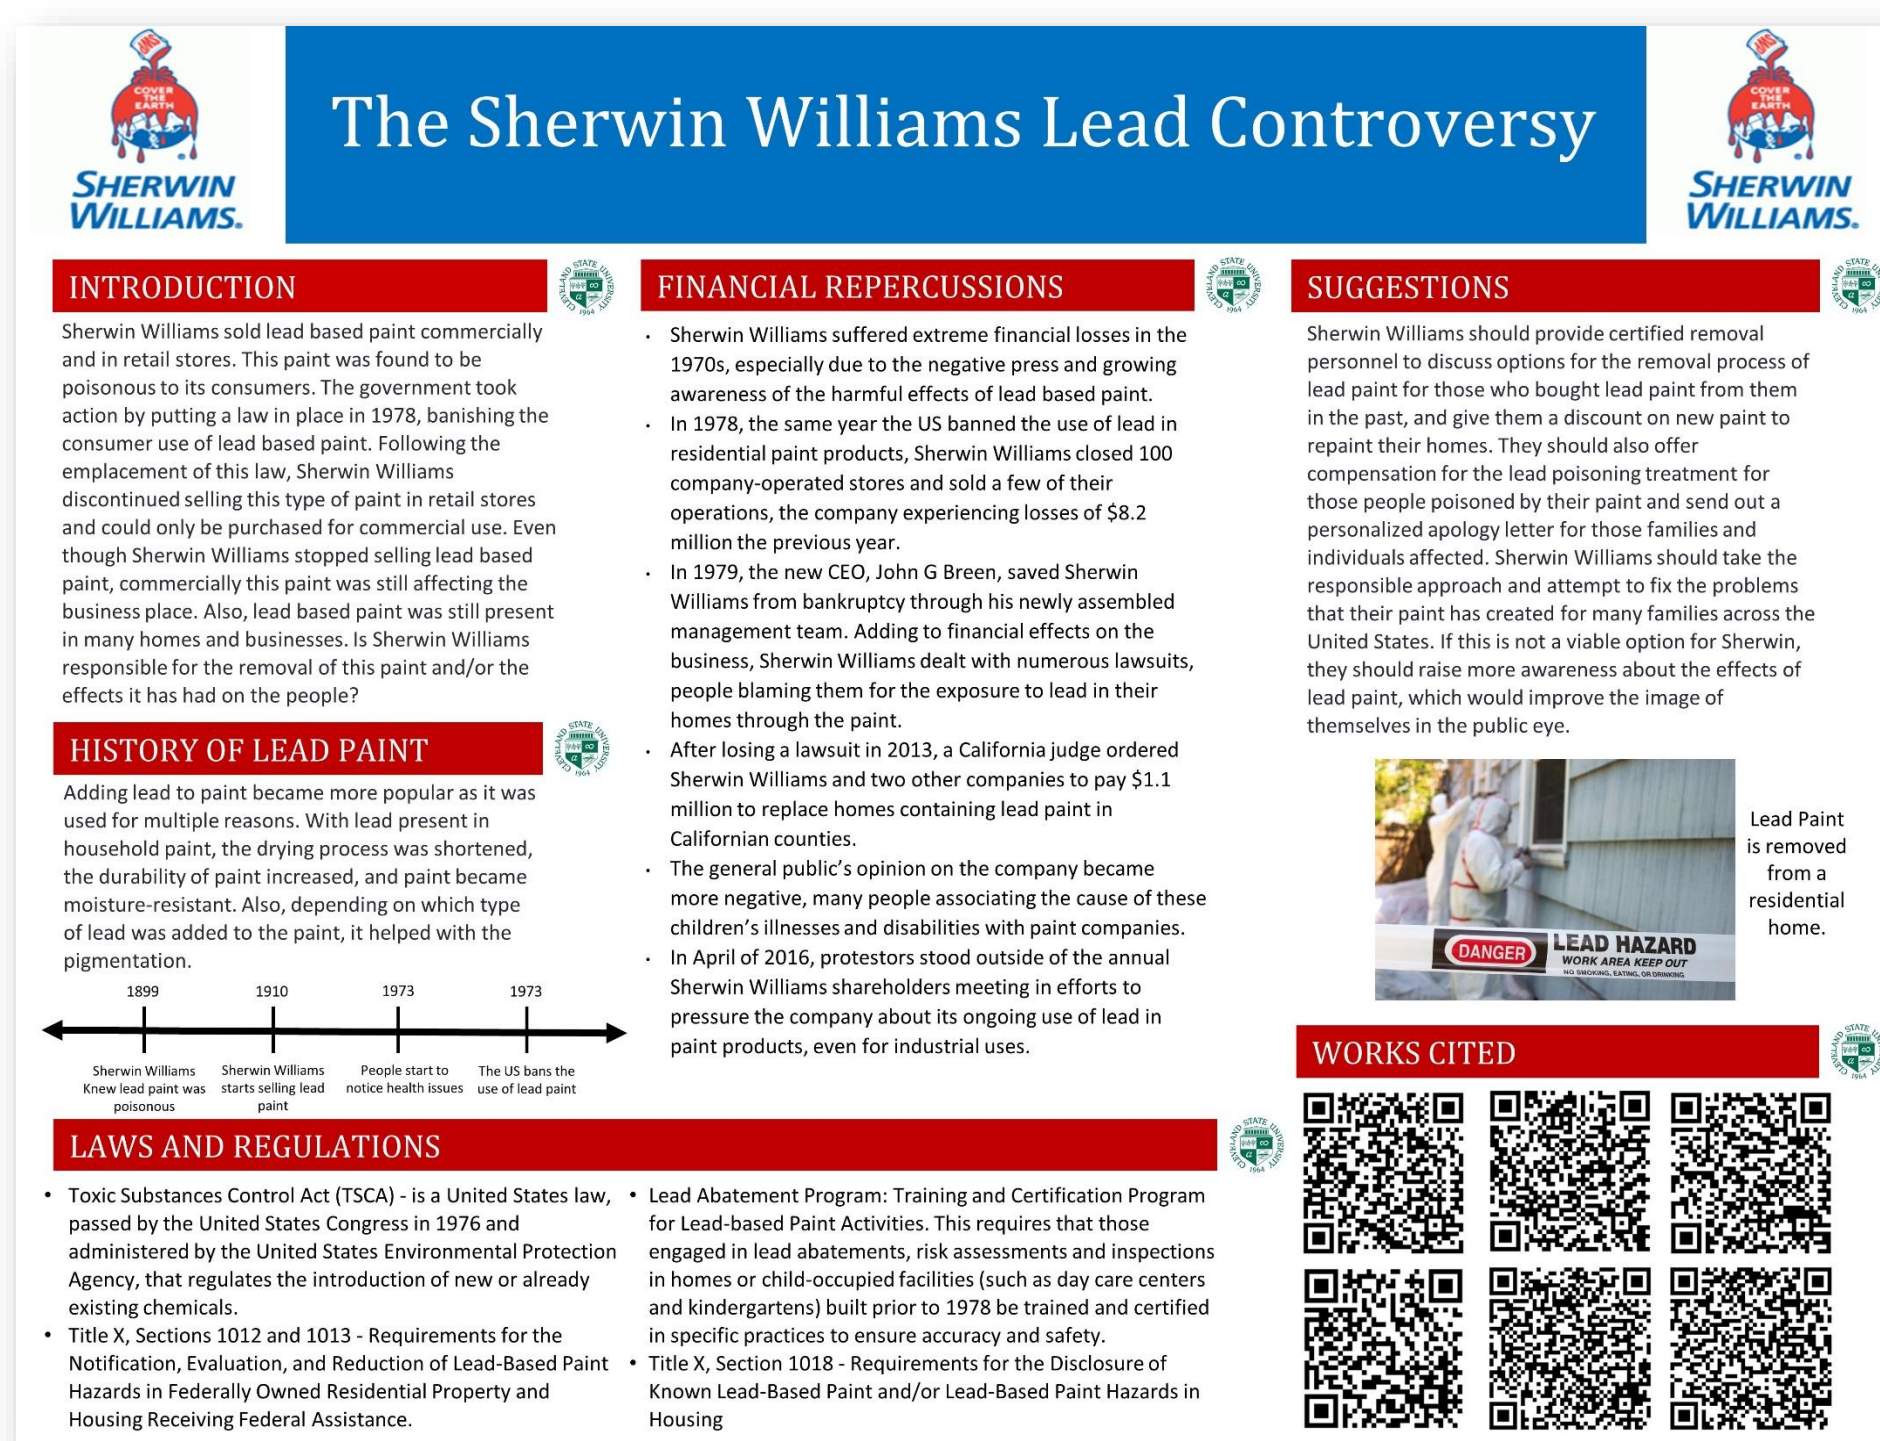 SWP
COVER
THE
EARTH
SHERWIN
WILLIAMS.
The Sherwin Williams Lead Controversy
SWP
COVER
THE
EARTH
SHERWIN
WILLIAMS.
INTRODUCTION
CLEVELAND STATE UNIVERSITY
1964
Sherwin Williams sold lead based paint commercially
and in retail stores. This paint was found to be
poisonous to its consumers. The government took
action by putting a law in place in 1978, banishing the
consumer use of lead based paint. Following the
emplacement of this law, Sherwin Williams
discontinued selling this type of paint in retail stores
and could only be purchased for commercial use. Even
though Sherwin Williams stopped selling lead based
paint, commercially this paint was still affecting the
business place. Also, lead based paint was still present
in many homes and businesses. Is Sherwin Williams
responsible for the removal of this paint and/or the
effects it has had on the people?
HISTORY OF LEAD PAINT
CLEVELAND STATE UNIVERSITY
1964
Adding lead to paint became more popular as it was
used for multiple reasons. With lead present in
household paint, the drying process was shortened,
the durability of paint increased, and paint became
moisture-resistant. Also, depending on which type
of lead was added to the paint, it helped with the
pigmentation.
1899 1910 1973 1973
Sherwin Williams
Knew lead paint was
poisonous
Sherwin Williams
starts selling lead
paint
People start to
notice health issues
The US bans the
use of lead paint
FINANCIAL REPERCUSSIONS
CLEVELAND STATE UNIVERSITY
1964
• Sherwin Williams suffered extreme financial losses in the
1970s, especially due to the negative press and growing
awareness of the harmful effects of lead based paint.
• In 1978, the same year the US banned the use of lead in
residential paint products, Sherwin Williams closed 100
company-operated stores and sold a few of their
operations, the company experiencing losses of $8.2
million the previous year.
• In 1979, the new CEO, John G Breen, saved Sherwin
Williams from bankruptcy through his newly assembled
management team. Adding to financial effects on the
business, Sherwin Williams dealt with numerous lawsuits,
people blaming them for the exposure to lead in their
homes through the paint.
• After losing a lawsuit in 2013, a California judge ordered
Sherwin Williams and two other companies to pay $1.1
million to replace homes containing lead paint in
Californian counties.
• The general public's opinion on the company became
more negative, many people associating the cause of these
children's illnesses and disabilities with paint companies.
• In April of 2016, protestors stood outside of the annual
Sherwin Williams shareholders meeting in efforts to
pressure the company about its ongoing use of lead in
paint products, even for industrial uses.
LAWS AND REGULATIONS
CLEVELAND STATE UNIVERSITY
1964
• Toxic Substances Control Act (TSCA) - is a United States law,
passed by the United States Congress in 1976 and
administered by the United States Environmental Protection
Agency, that regulates the introduction of new or already
existing chemicals.
• Title X, Sections 1012 and 1013 - Requirements for the
Notification, Evaluation, and Reduction of Lead-Based Paint
Hazards in Federally Owned Residential Property and
Housing Receiving Federal Assistance.
• Lead Abatement Program: Training and Certification Program
for Lead-based Paint Activities. This requires that those
engaged in lead abatements, risk assessments and inspections
in homes or child-occupied facilities (such as day care centers
and kindergartens) built prior to 1978 be trained and certified
in specific practices to ensure accuracy and safety.
• Title X, Section 1018 - Requirements for the Disclosure of
Known Lead-Based Paint and/or Lead-Based Paint Hazards in
Housing
SUGGESTIONS
STATE
1964
Sherwin Williams should provide certified removal
personnel to discuss options for the removal process of
lead paint for those who bought lead paint from them
in the past, and give them a discount on new paint to
repaint their homes. They should also offer
compensation for the lead poisoning treatment for
those people poisoned by their paint and send out a
personalized apology letter for those families and
individuals affected. Sherwin Williams should take the
responsible approach and attempt to fix the problems
that their paint has created for many families across the
United States. If this is not a viable option for Sherwin,
they should raise more awareness about the effects of
lead paint, which would improve the image of
themselves in the public eye.
DANGER
LEAD HAZARD
WORK AREA KEEP OUT
NO SMOKING, EATING, OR DRINKING
Lead Paint
is removed
from a
residential
home.
WORKS CITED
STATE
1964